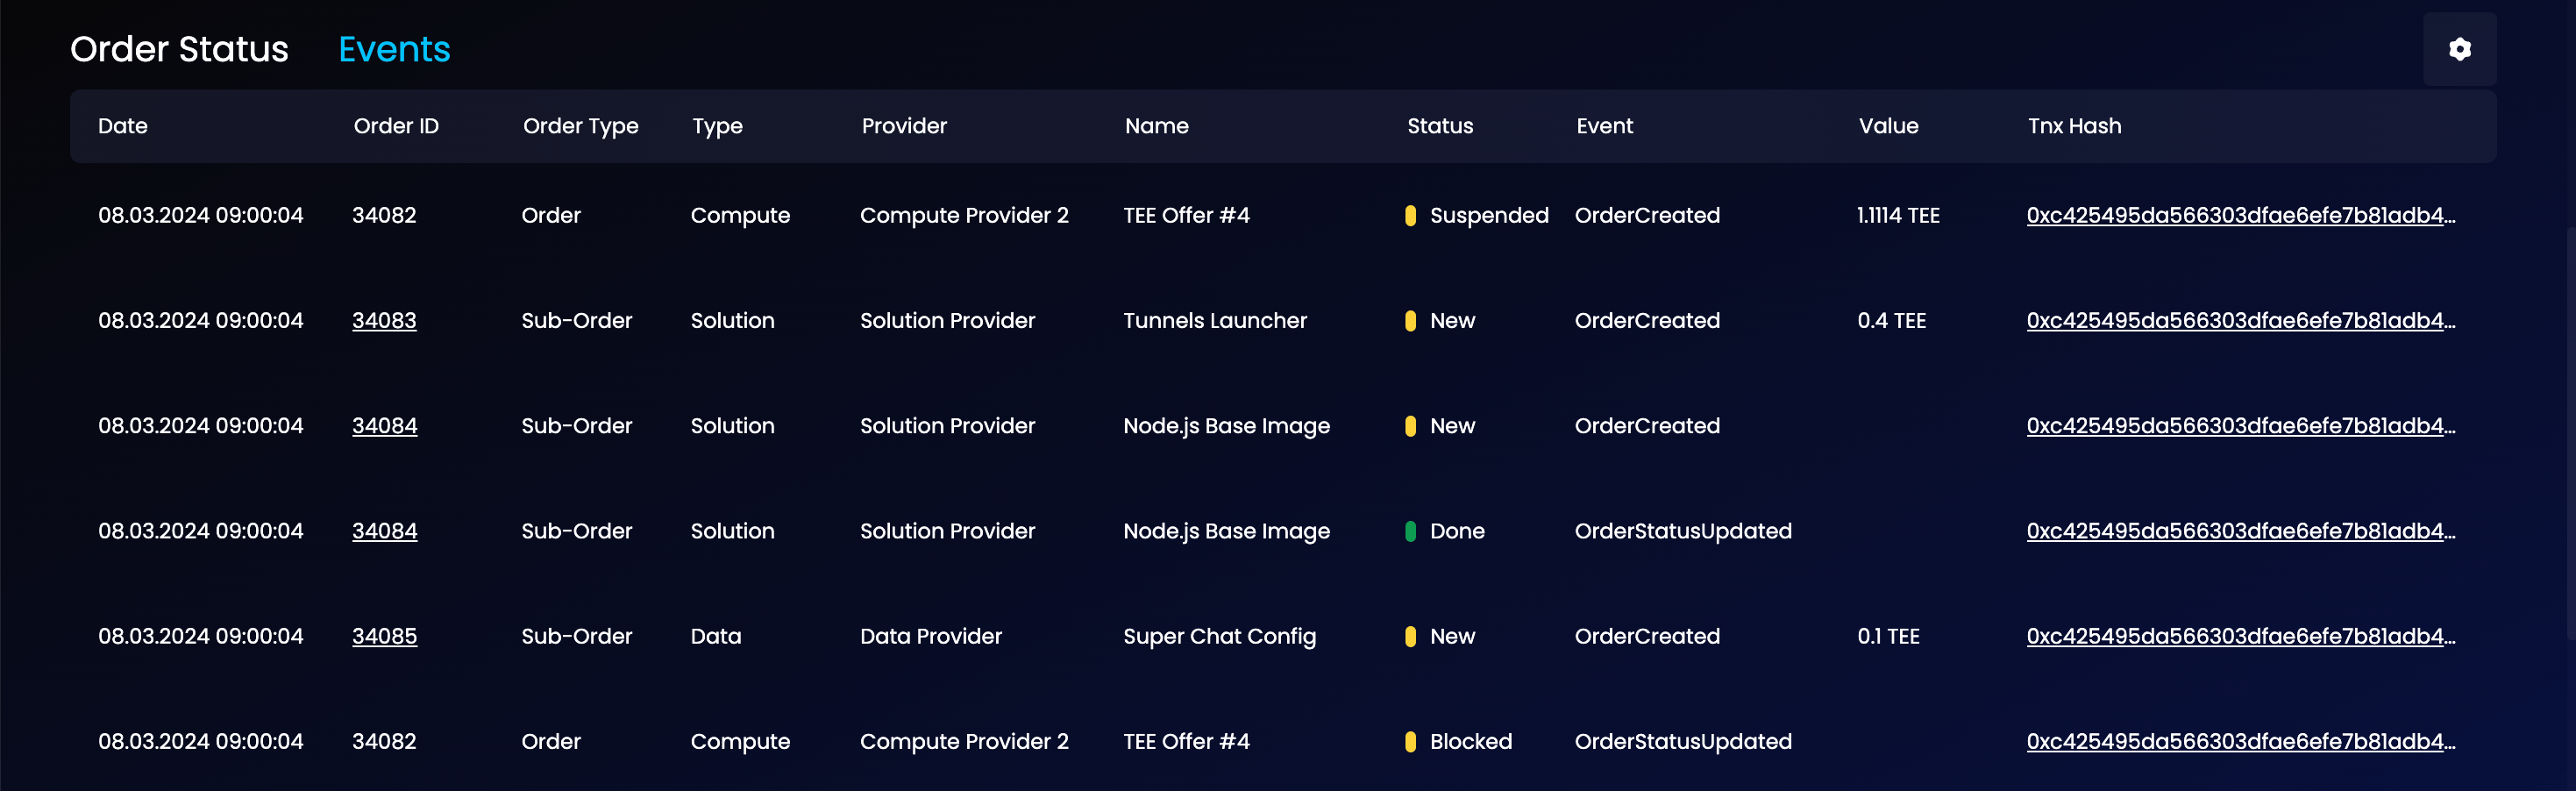 Order Status Events
Date Order ID Order Type Type Provider Name Status Event Value Tnx Hash
08.03.2024 09:00:04 34082 Order Compute Compute Provider 2 TEE Offer #4 Suspended OrderCreated 1.1114 TEE 0xc425495da566303dfae6efe7b81adb4...
08.03.2024 09:00:04 34083 Sub-Order Solution Solution Provider Tunnels Launcher New OrderCreated 0.4 TEE 0xc425495da566303dfae6efe7b81adb4...
08.03.2024 09:00:04 34084 Sub-Order Solution Solution Provider Node.js Base Image New OrderCreated 0xc425495da566303dfae6efe7b81adb4...
08.03.2024 09:00:04 34084 Sub-Order Solution Solution Provider Node.js Base Image Done OrderStatusUpdated 0xc425495da566303dfae6efe7b81adb4...
08.03.2024 09:00:04 34085 Sub-Order Data Data Provider Super Chat Config New OrderCreated 0.1 TEE 0xc425495da566303dfae6efe7b81adb4...
08.03.2024 09:00:04 34082 Order Compute Compute Provider 2 TEE Offer #4 Blocked OrderStatusUpdated 0xc425495da566303dfae6efe7b81adb4...